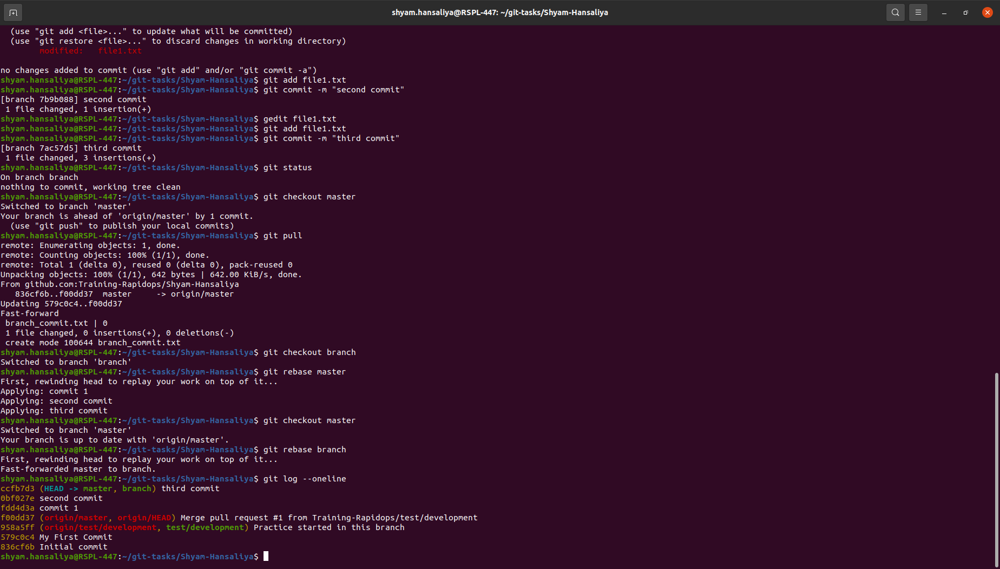 shyam.hansaliya@RSPL-447: ~/git-tasks/Shyam-Hansaliya
  (use "git add <file>..." to update what will be committed)
  (use "git restore <file>..." to discard changes in working directory)
        modified:   file1.txt

no changes added to commit (use "git add" and/or "git commit -a")
shyam.hansaliya@RSPL-447:~/git-tasks/Shyam-Hansaliya$ git add file1.txt
shyam.hansaliya@RSPL-447:~/git-tasks/Shyam-Hansaliya$ git commit -m "second commit"
[branch 7b9b088] second commit
 1 file changed, 1 insertion(+)
shyam.hansaliya@RSPL-447:~/git-tasks/Shyam-Hansaliya$ gedit file1.txt
shyam.hansaliya@RSPL-447:~/git-tasks/Shyam-Hansaliya$ git add file1.txt
shyam.hansaliya@RSPL-447:~/git-tasks/Shyam-Hansaliya$ git commit -m "third commit"
[branch 7ac57d5] third commit
 1 file changed, 3 insertions(+)
shyam.hansaliya@RSPL-447:~/git-tasks/Shyam-Hansaliya$ git status
On branch branch
nothing to commit, working tree clean
shyam.hansaliya@RSPL-447:~/git-tasks/Shyam-Hansaliya$ git checkout master
Switched to branch 'master'
Your branch is ahead of 'origin/master' by 1 commit.
  (use "git push" to publish your local commits)
shyam.hansaliya@RSPL-447:~/git-tasks/Shyam-Hansaliya$ git pull
remote: Enumerating objects: 1, done.
remote: Counting objects: 100% (1/1), done.
remote: Total 1 (delta 0), reused 0 (delta 0), pack-reused 0
Unpacking objects: 100% (1/1), 642 bytes | 642.00 KiB/s, done.
From github.com:Training-Rapidops/Shyam-Hansaliya
   836cf6b..f00dd37  master     -> origin/master
Updating 579c0c4..f00dd37
Fast-forward
 branch_commit.txt | 0
 1 file changed, 0 insertions(+), 0 deletions(-)
 create mode 100644 branch_commit.txt
shyam.hansaliya@RSPL-447:~/git-tasks/Shyam-Hansaliya$ git checkout branch
Switched to branch 'branch'
shyam.hansaliya@RSPL-447:~/git-tasks/Shyam-Hansaliya$ git rebase master
First, rewinding head to replay your work on top of it...
Applying: commit 1
Applying: second commit
Applying: third commit
shyam.hansaliya@RSPL-447:~/git-tasks/Shyam-Hansaliya$ git checkout master
Switched to branch 'master'
Your branch is up to date with 'origin/master'.
shyam.hansaliya@RSPL-447:~/git-tasks/Shyam-Hansaliya$ git rebase branch
First, rewinding head to replay your work on top of it...
Fast-forwarded master to branch.
shyam.hansaliya@RSPL-447:~/git-tasks/Shyam-Hansaliya$ git log --oneline
ccfb7d3 (HEAD -> master, branch) third commit
0bf027e second commit
fdd4d3a commit 1
f00dd37 (origin/master, origin/HEAD) Merge pull request #1 from Training-Rapidops/test/development
958a5ff (origin/test/development, test/development) Practice started in this branch
579c0c4 My First Commit
836cf6b Initial commit
shyam.hansaliya@RSPL-447:~/git-tasks/Shyam-Hansaliya$